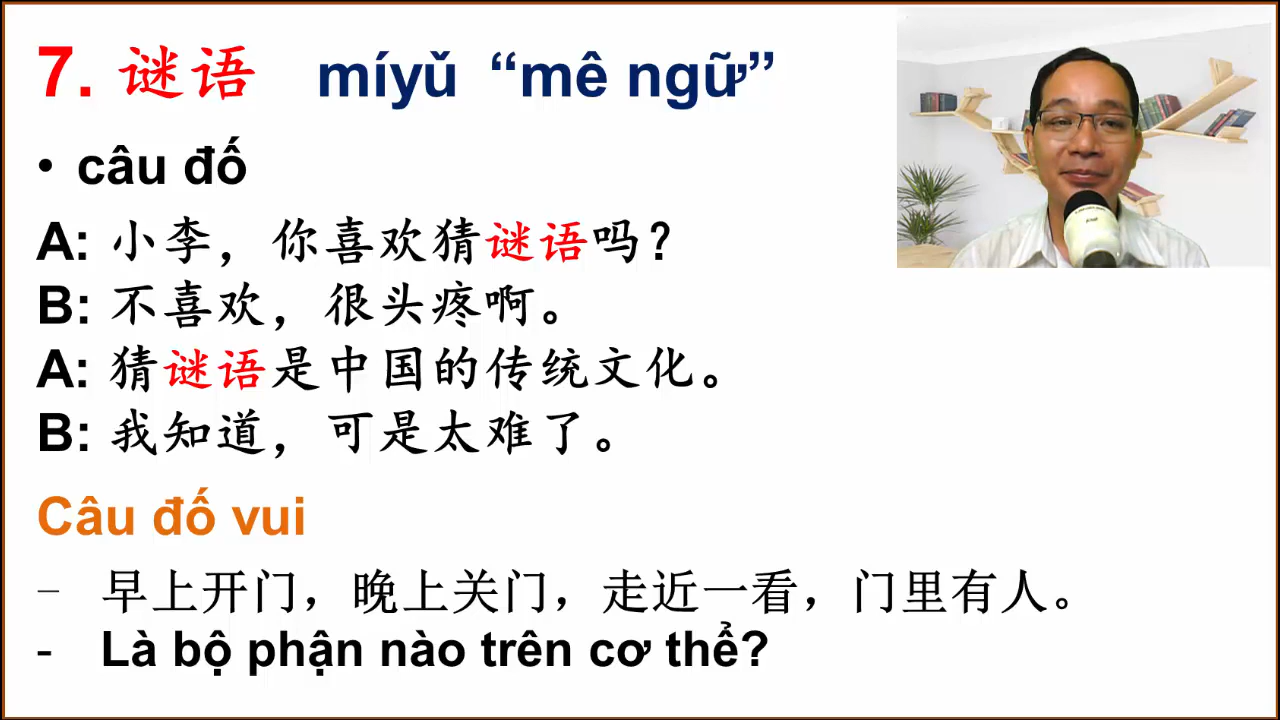 7. 谜语 míyǔ “mê ngữ”
• câu đố
A: 小李，你喜欢猜谜语吗？
B: 不喜欢，很头疼啊。
A: 猜谜语是中国的传统文化。
B: 我知道，可是太难了。
Câu đố vui
– 早上开门，晚上关门，走近一看，门里有人。
- Là bộ phận nào trên cơ thể?